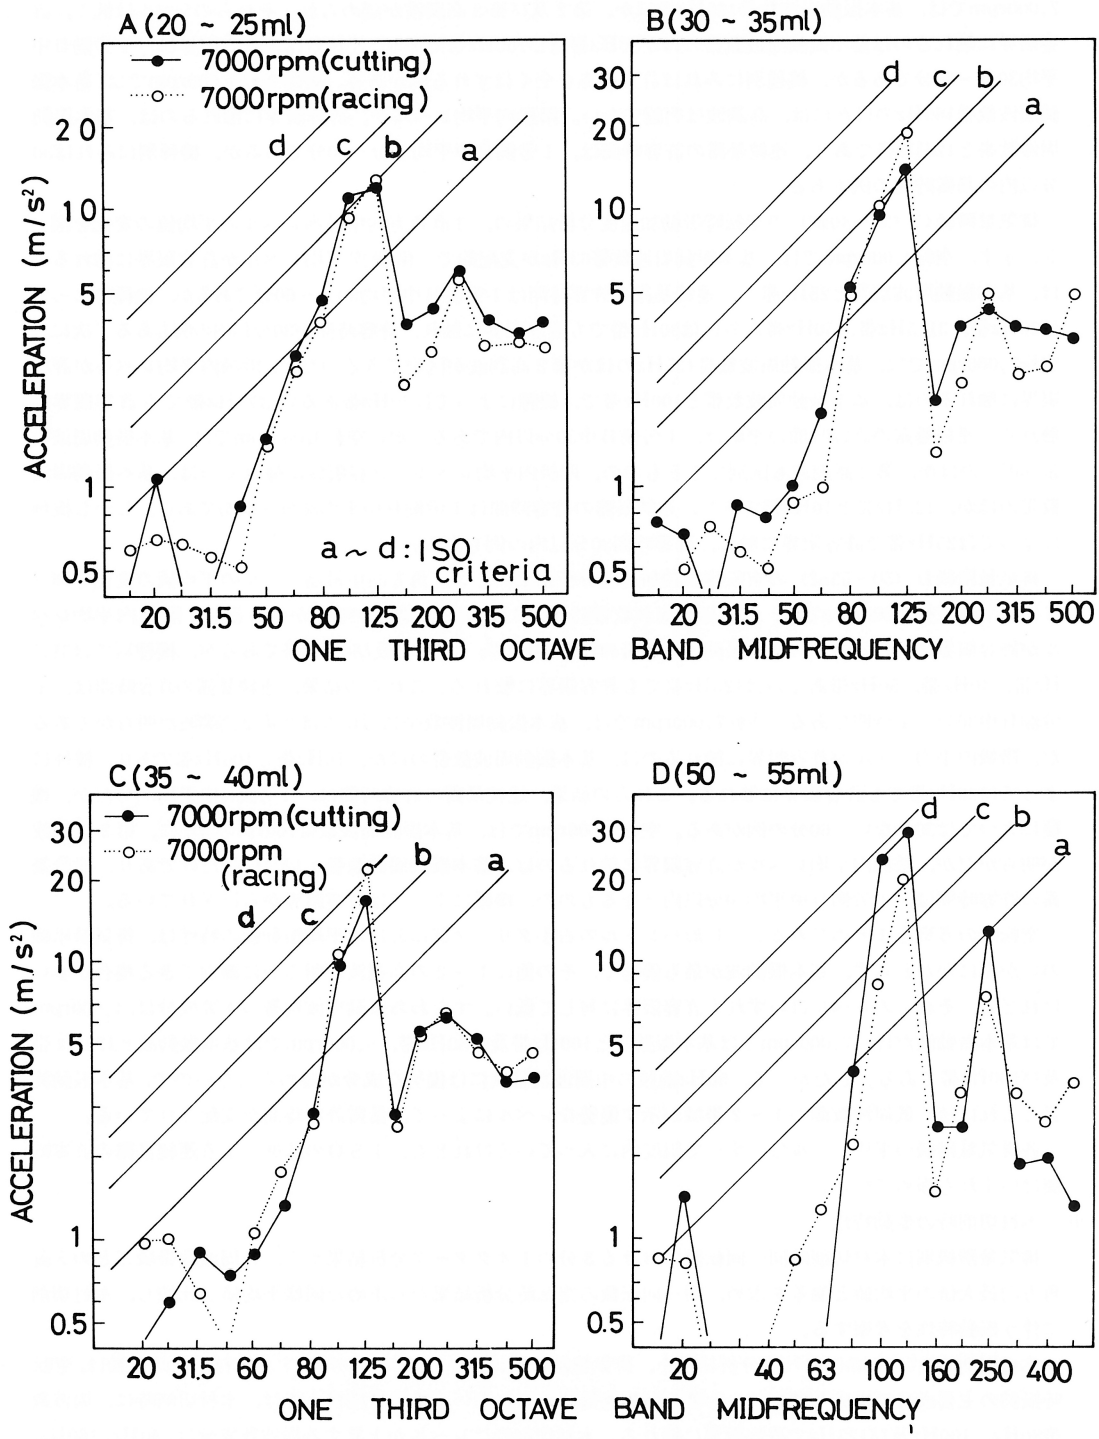 A (20 ~ 25ml)
7000rpm(cutting)
7000rpm(racing)
d c b a
20
10
5
1
0.5
ACCELERATION (m/s²)
a ~ d : ISO
criteria
20 31.5 50 80 125 200 315 500
B (30 ~ 35ml)
d c b a
30
20
10
5
1
0.5
20 31.5 50 80 125 200 315 500
ONE THIRD OCTAVE BAND MIDFREQUENCY
C (35 ~ 40ml)
7000rpm(cutting)
7000rpm
(racing)
d c b a
30
20
10
5
1
0.5
ACCELERATION (m/s²)
20 31.5 60 80 125 200 315 500
D (50 ~ 55ml)
d c b a
30
20
10
5
1
0.5
20 40 63 100 160 250 400
ONE THIRD OCTAVE BAND MIDFREQUENCY